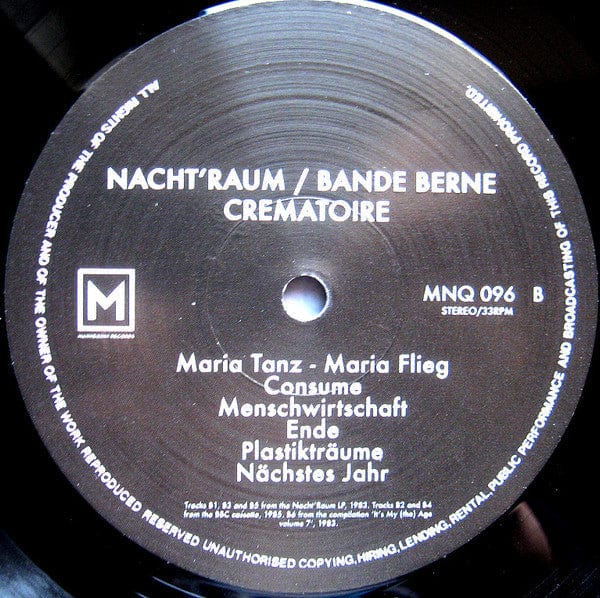 NACHT'RAUM / BANDE BERNE
CREMATOIRE
M
MANNEQUIN RECORDS
MNQ 096 B
STEREO/33RPM
Maria Tanz - Maria Flieg
Consume
Menschwirtschaft
Ende
Plastikträume
Nächstes Jahr
Tracks B1, B3 and B5 from the Nacht'Raum LP, 1982. Tracks B2 and B4
from the BBC cassette, 1985. B6 from the compilation 'It's My (the) Age
volume 7', 1983.
ALL RIGHTS OF THE PRODUCER AND OF THE OWNER OF THE WORK REPRODUCED RESERVED UNAUTHORISED COPYING, HIRING, LENDING, RENTAL, PUBLIC PERFORMANCE AND BROADCASTING OF THIS RECORD PROHIBITED.